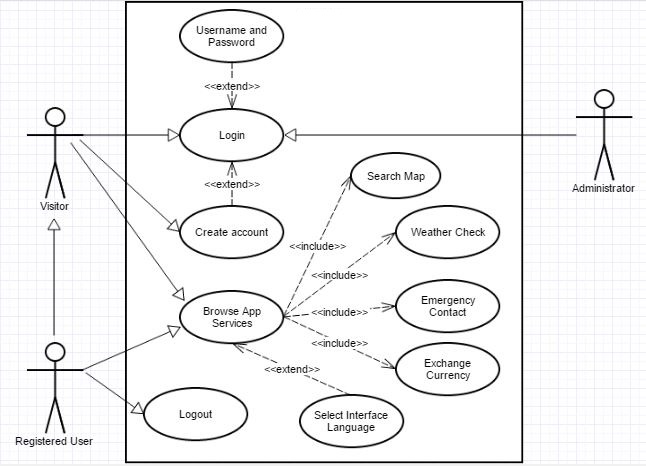 Username and
Password
<<extend>>
Login
<<extend>>
Search Map
Visitor
Administrator
Create account
Weather Check
<<include>>
<<include>>
Browse App
Services
Emergency
Contact
<<include>>
<<include>>
Exchange
Currency
<<extend>>
Logout
Select Interface
Language
Registered User